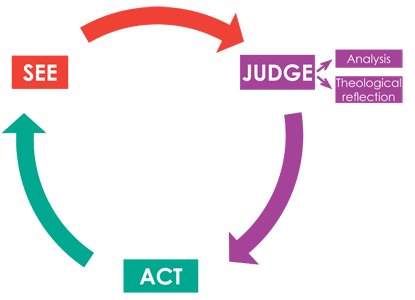 SEE
JUDGE
Analysis
Theological
reflection
ACT